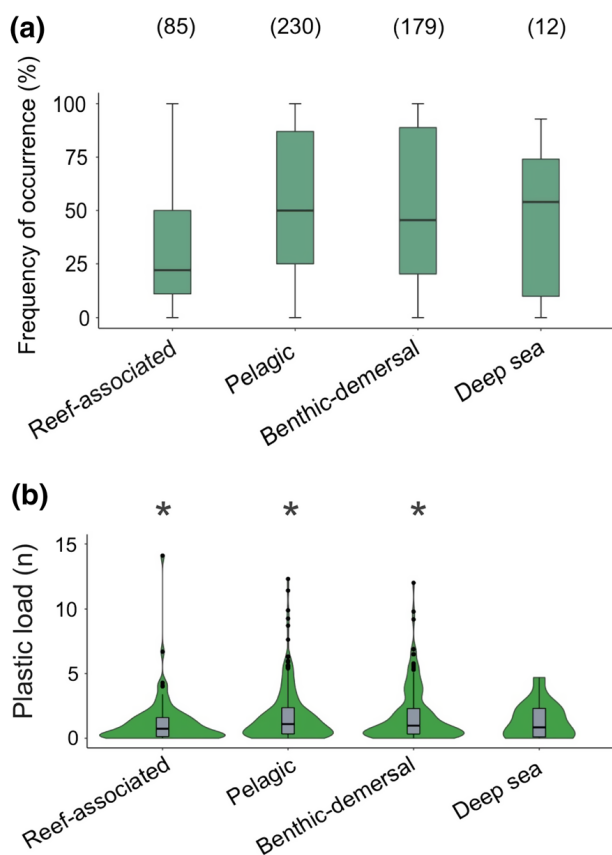 (a)
(85) (230) (179) (12)
Frequency of occurrence (%)
100
75
50
25
0
Reef-associated
Pelagic
Benthic-demersal
Deep sea
(b)
* * *
Plastic load (n)
15
10
5
0
Reef-associated
Pelagic
Benthic-demersal
Deep sea